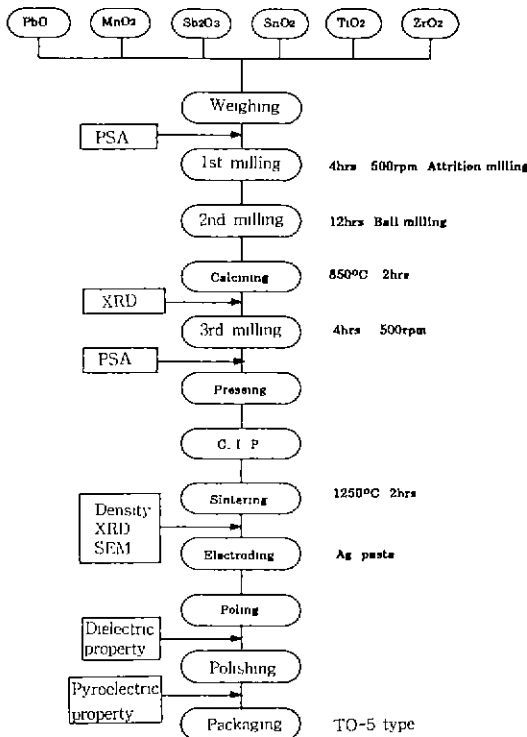 PbO MnO₂ Sb₂O₃ SnO₂ TiO₂ ZrO₂
Weighing
PSA
1st milling 4hrs 500rpm Attrition milling
2nd milling 12hrs Ball milling
Calcining 850°C 2hrs
XRD
3rd milling 4hrs 500rpm
PSA
Pressing
C. I P
Sintering 1250°C 2hrs
Density
XRD
SEM
Electroding Ag paste
Poling
Dielectric
property
Polishing
Pyroelectric
property
Packaging TO-5 type